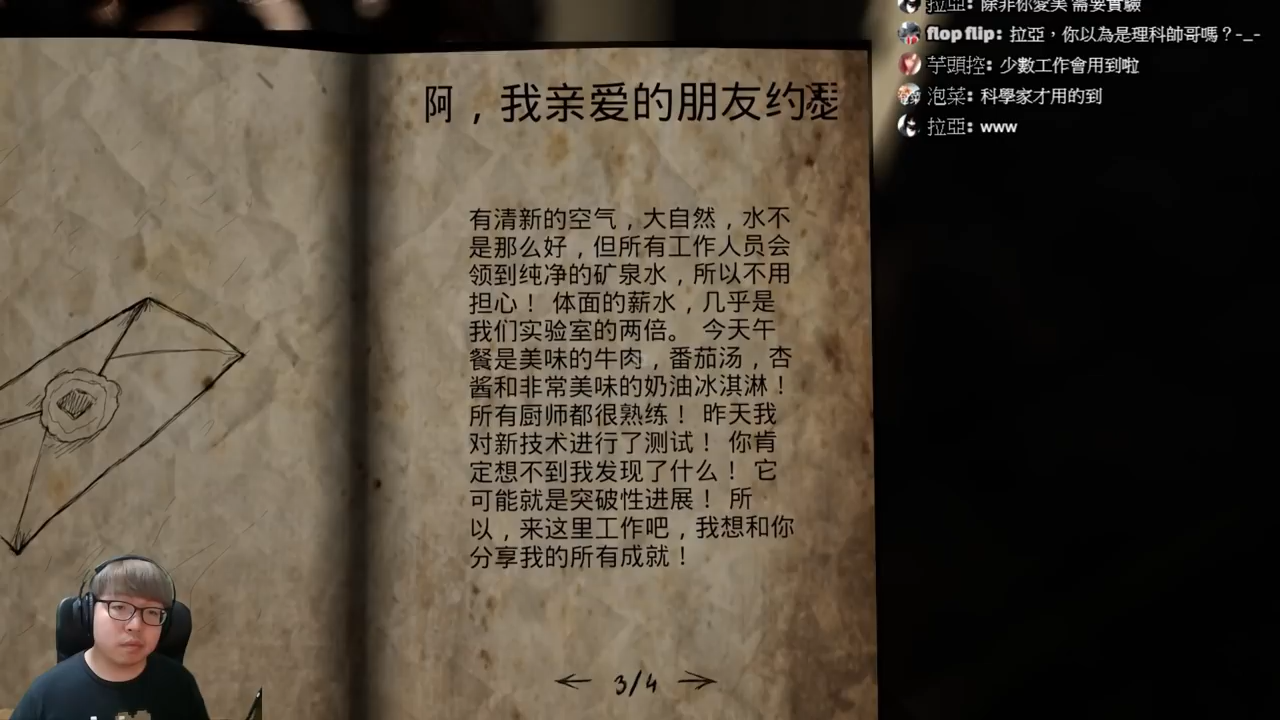 阿，我亲爱的朋友约瑟
有清新的空气，大自然，水不
是那么好，但所有工作人员会
领到纯净的矿泉水，所以不用
担心！ 体面的薪水，几乎是
我们实验室的两倍。 今天午
餐是美味的牛肉，番茄汤，杏
酱和非常美味的奶油冰淇淋！
所有厨师都很熟练！ 昨天我
对新技术进行了测试！ 你肯
定想不到我发现了什么！ 它
可能就是突破性进展！ 所
以，来这里工作吧，我想和你
分享我的所有成就！
3/4
拉亞: 除非你愛美 需要實驗
flop flip: 拉亞，你以為是理科帥哥嗎？-_-
芋頭控: 少數工作會用到啦
泡菜: 科學家才用的到
拉亞: www